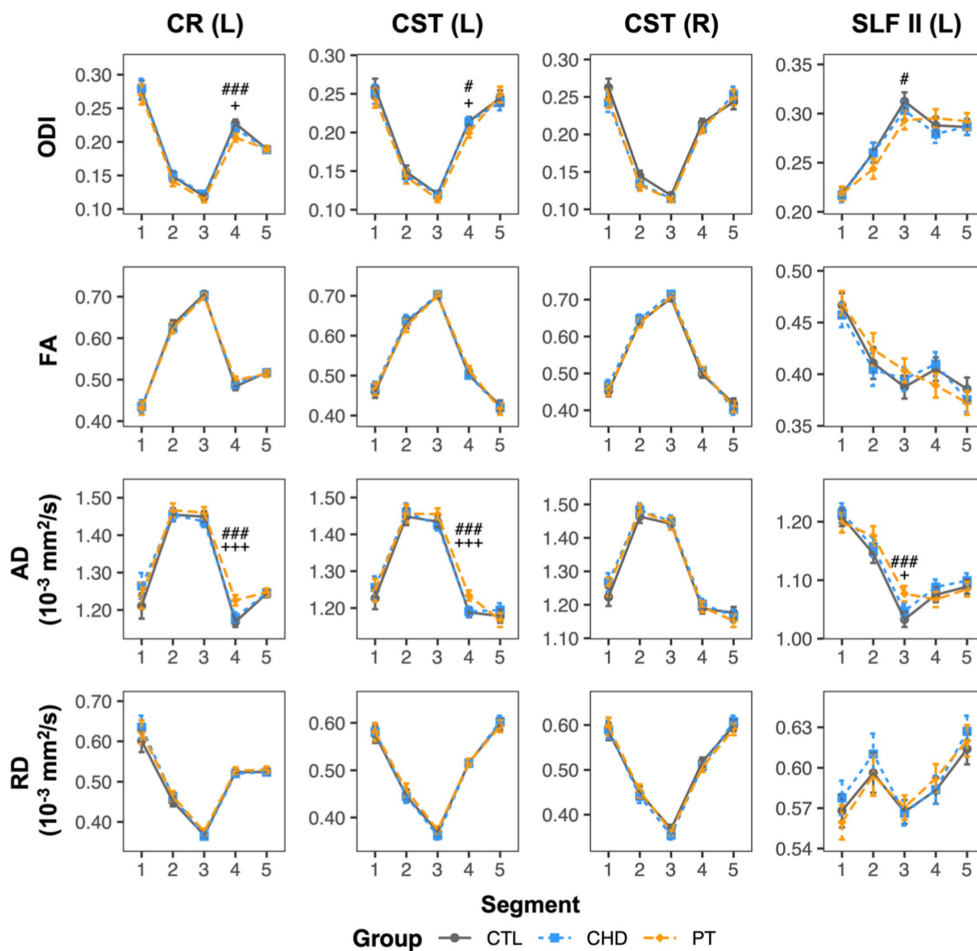 CR (L) CST (L) CST (R) SLF II (L)
ODI
0.30 0.25 0.20 0.15 0.10
###
+
1 2 3 4 5
0.30 0.25 0.20 0.15 0.10
#
+
1 2 3 4 5
0.30 0.25 0.20 0.15 0.10
1 2 3 4 5
0.35 0.30 0.25 0.20
#
1 2 3 4 5
FA
0.70 0.60 0.50 0.40
1 2 3 4 5
0.70 0.60 0.50 0.40
1 2 3 4 5
0.70 0.60 0.50 0.40
1 2 3 4 5
0.50 0.45 0.40 0.35
1 2 3 4 5
AD
(10⁻³ mm²/s)
1.50 1.40 1.30 1.20
###
+++
1 2 3 4 5
1.50 1.40 1.30 1.20
###
+++
1 2 3 4 5
1.50 1.40 1.30 1.20 1.10
1 2 3 4 5
1.20 1.10 1.00
###
+
1 2 3 4 5
RD
(10⁻³ mm²/s)
0.70 0.60 0.50 0.40
1 2 3 4 5
0.60 0.50 0.40
1 2 3 4 5
0.60 0.50 0.40
1 2 3 4 5
0.63 0.60 0.57 0.54
1 2 3 4 5
Segment
Group CTL CHD PT